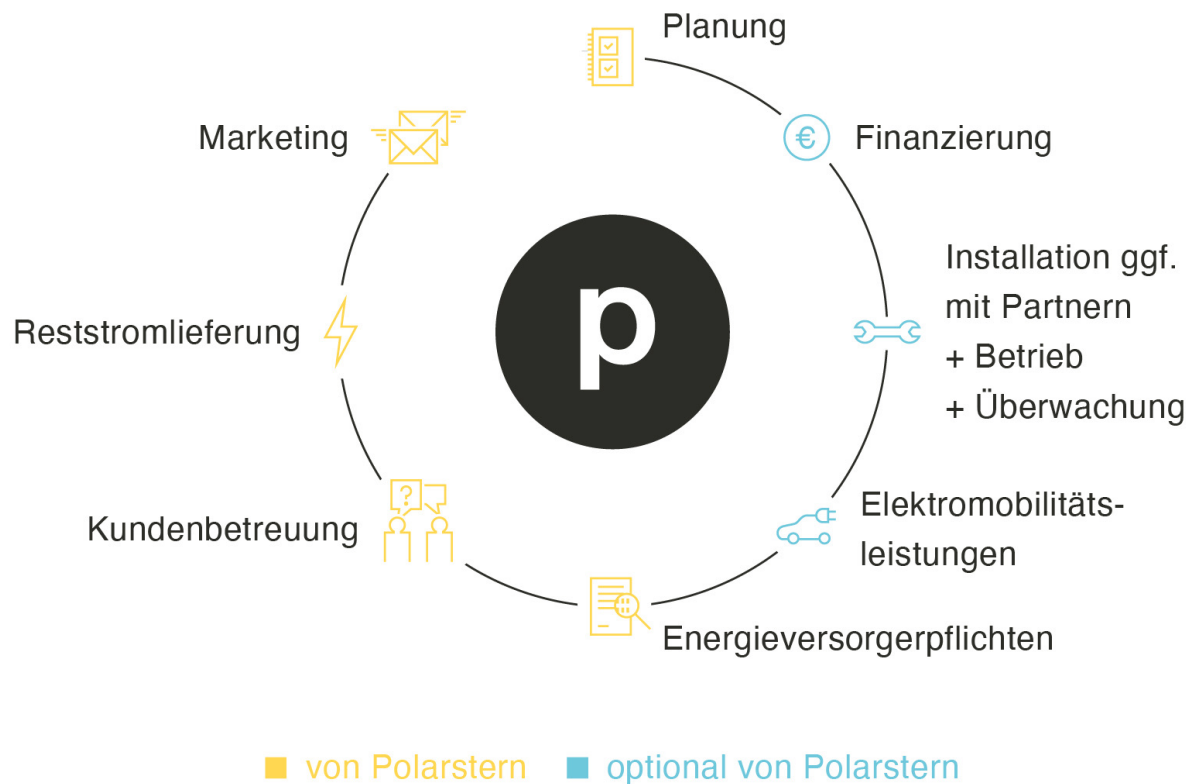 Planung
Marketing
€
Finanzierung
p
Installation ggf.
mit Partnern
+ Betrieb
+ Überwachung
Reststromlieferung
?
Kundenbetreuung
Elektromobilitäts-
leistungen
Energieversorgerpflichten
von Polarstern
optional von Polarstern